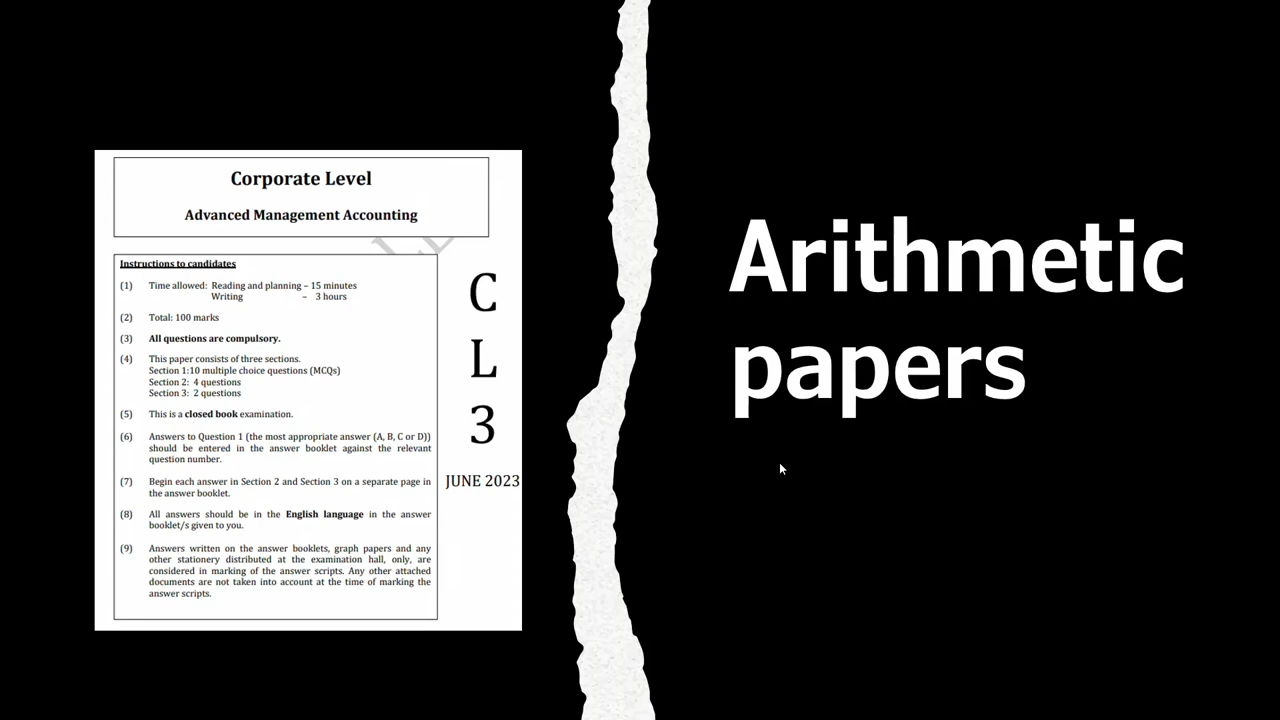 Corporate Level
Advanced Management Accounting
Instructions to candidates
(1) Time allowed: Reading and planning – 15 minutes
Writing – 3 hours
(2) Total: 100 marks
(3) All questions are compulsory.
(4) This paper consists of three sections.
Section 1:10 multiple choice questions (MCQs)
Section 2: 4 questions
Section 3: 2 questions
(5) This is a closed book examination.
(6) Answers to Question 1 (the most appropriate answer (A, B, C or D))
should be entered in the answer booklet against the relevant
question number.
(7) Begin each answer in Section 2 and Section 3 on a separate page in
the answer booklet.
(8) All answers should be in the English language in the answer
booklet/s given to you.
(9) Answers written on the answer booklets, graph papers and any
other stationery distributed at the examination hall, only, are
considered in marking of the answer scripts. Any other attached
documents are not taken into account at the time of marking the
answer scripts.
C
L
3
JUNE 2023
Arithmetic
papers